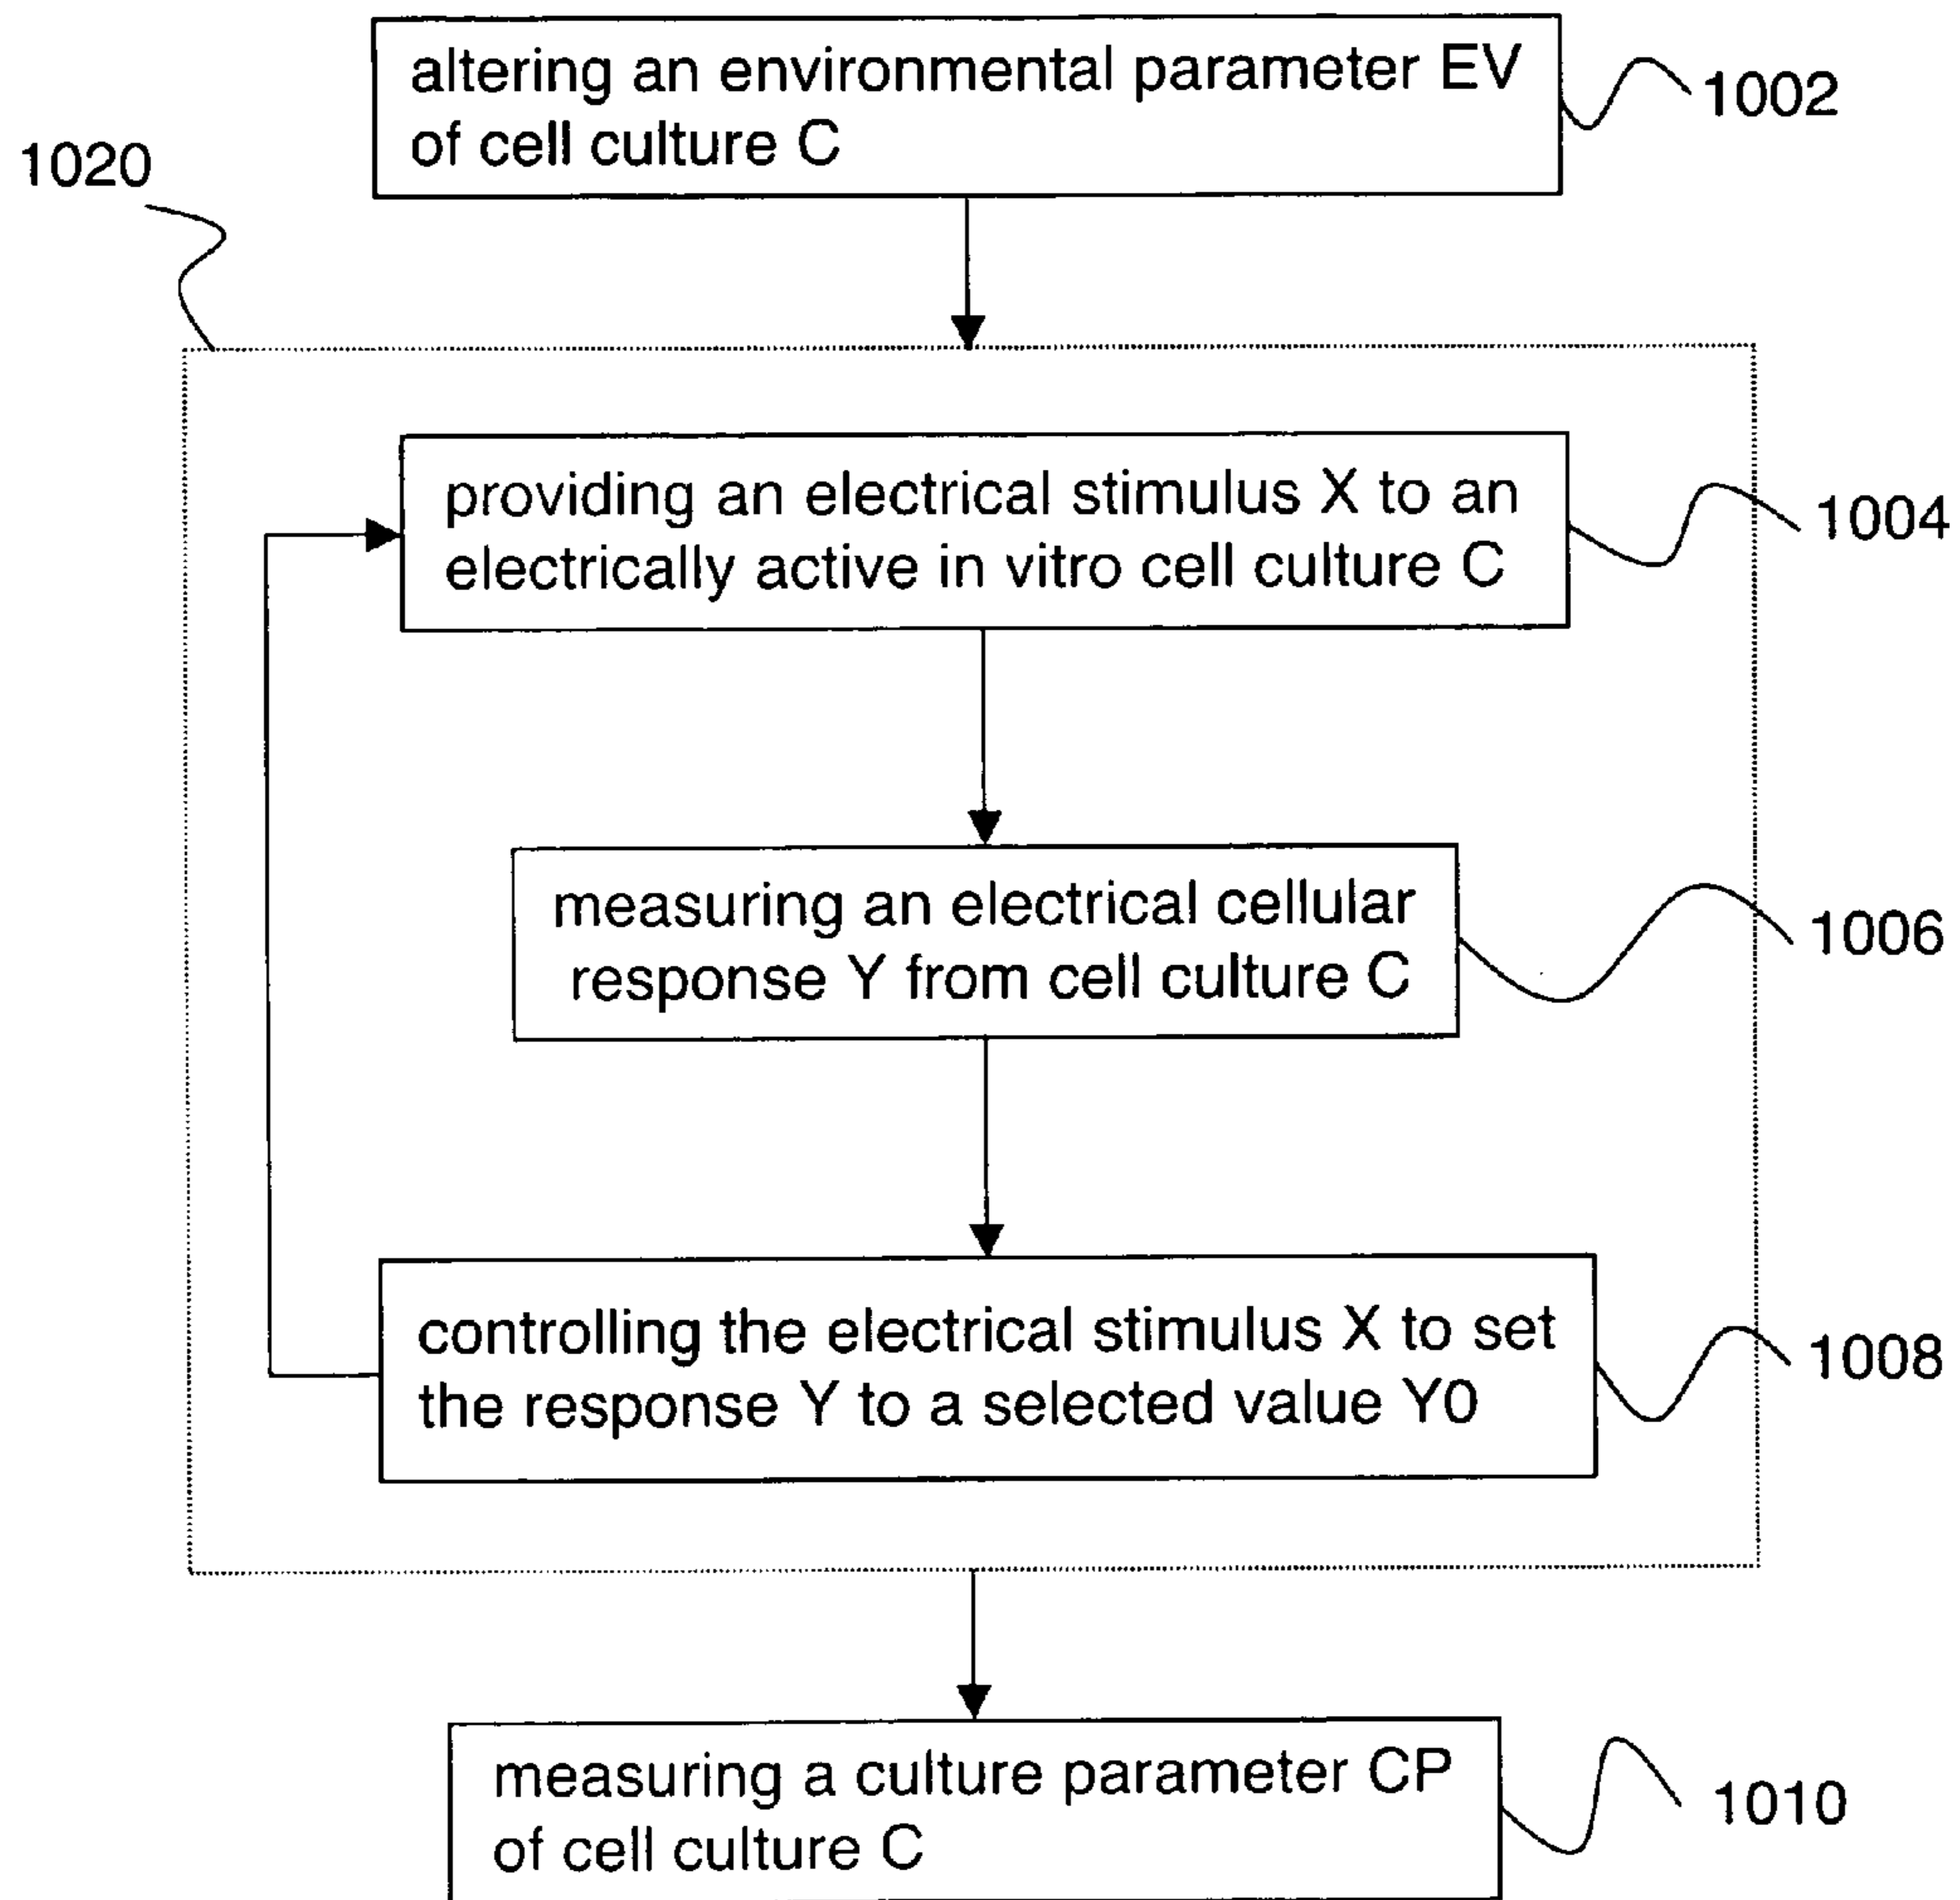 altering an environmental parameter EV
of cell culture C
1002
1020
providing an electrical stimulus X to an
electrically active in vitro cell culture C
1004
measuring an electrical cellular
response Y from cell culture C
1006
controlling the electrical stimulus X to set
the response Y to a selected value Y0
1008
measuring a culture parameter CP
of cell culture C
1010